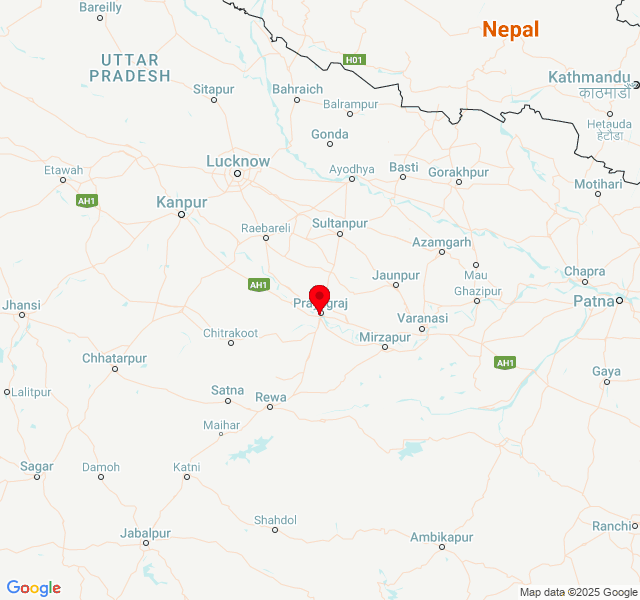 Bareilly
Nepal
UTTAR
PRADESH
H01
Kathmandu
काठमाडौं
Sitapur
Bahraich
Balrampur
Hetauda
हेटौंडा
Gonda
Lucknow
Etawah
Ayodhya
Basti
Gorakhpur
Motihari
AH1
Kanpur
Raebareli
Sultanpur
Azamgarh
Mau
Jaunpur
Chapra
AH1
Ghazipur
Jhansi
Patna
Varanasi
Chitrakoot
Mirzapur
Chhatarpur
AH1
Gaya
Lalitpur
Satna
Rewa
Maihar
Sagar
Damoh
Katni
Shahdol
Ranchi
Jabalpur
Ambikapur
Google
Map data ©2025 Google